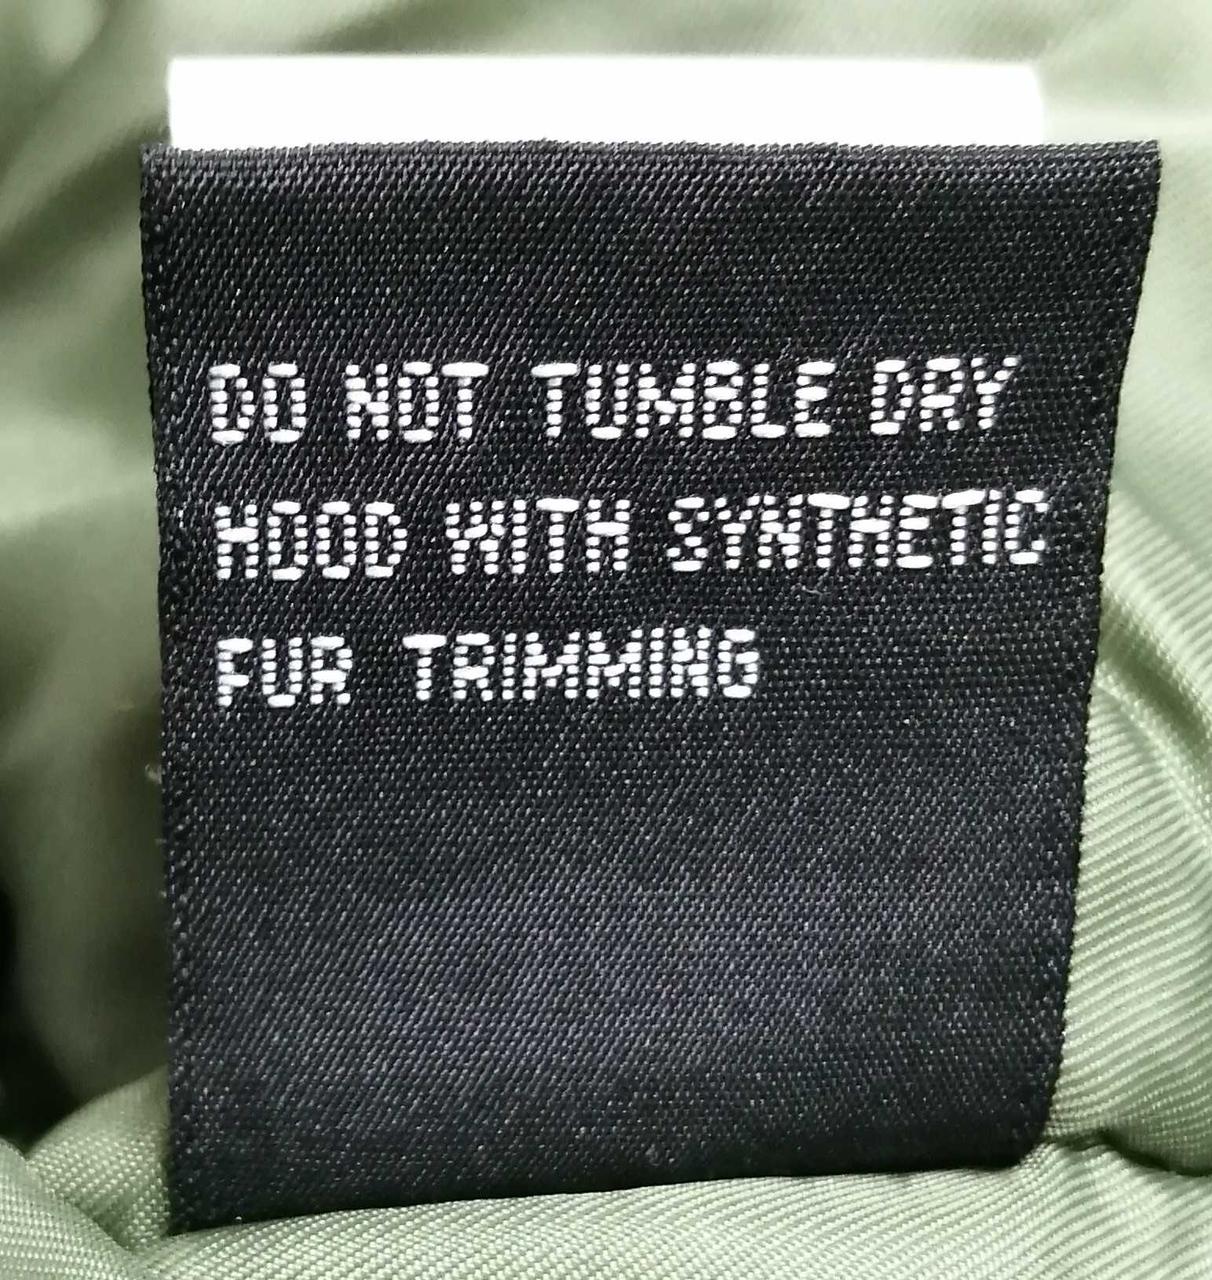 DO NOT TUMBLE DRY
HOOD WITH SYNTHETIC
FUR TRIMMING